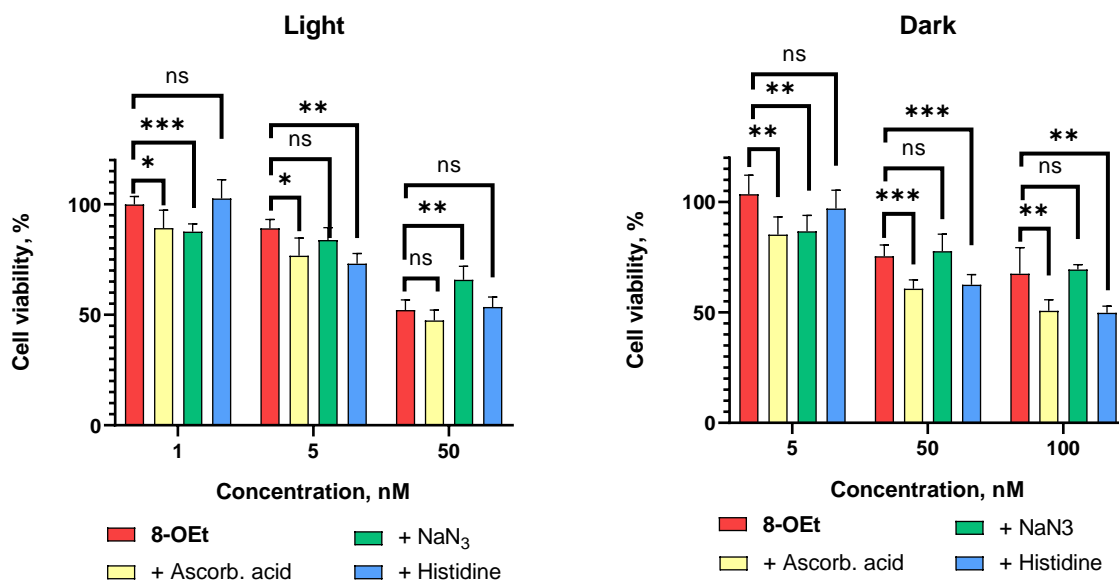 Light
ns
***
*
**
ns
*
ns
**
ns
Cell viability, %
100
50
0
1 5 50
Concentration, nM
8-OEt + NaN₃
+ Ascorb. acid + Histidine
Dark
ns
**
**
***
ns
***
**
ns
**
Cell viability, %
100
50
0
5 50 100
Concentration, nM
8-OEt + NaN3
+ Ascorb. acid + Histidine